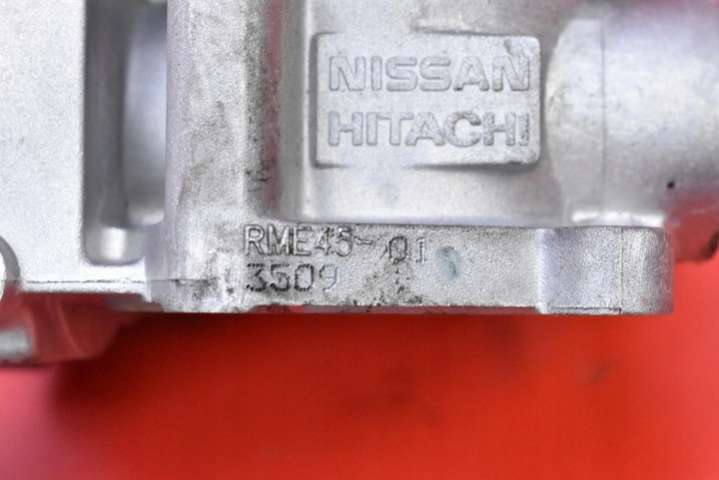 NISSAN
HITACHI
RME45-01
3509